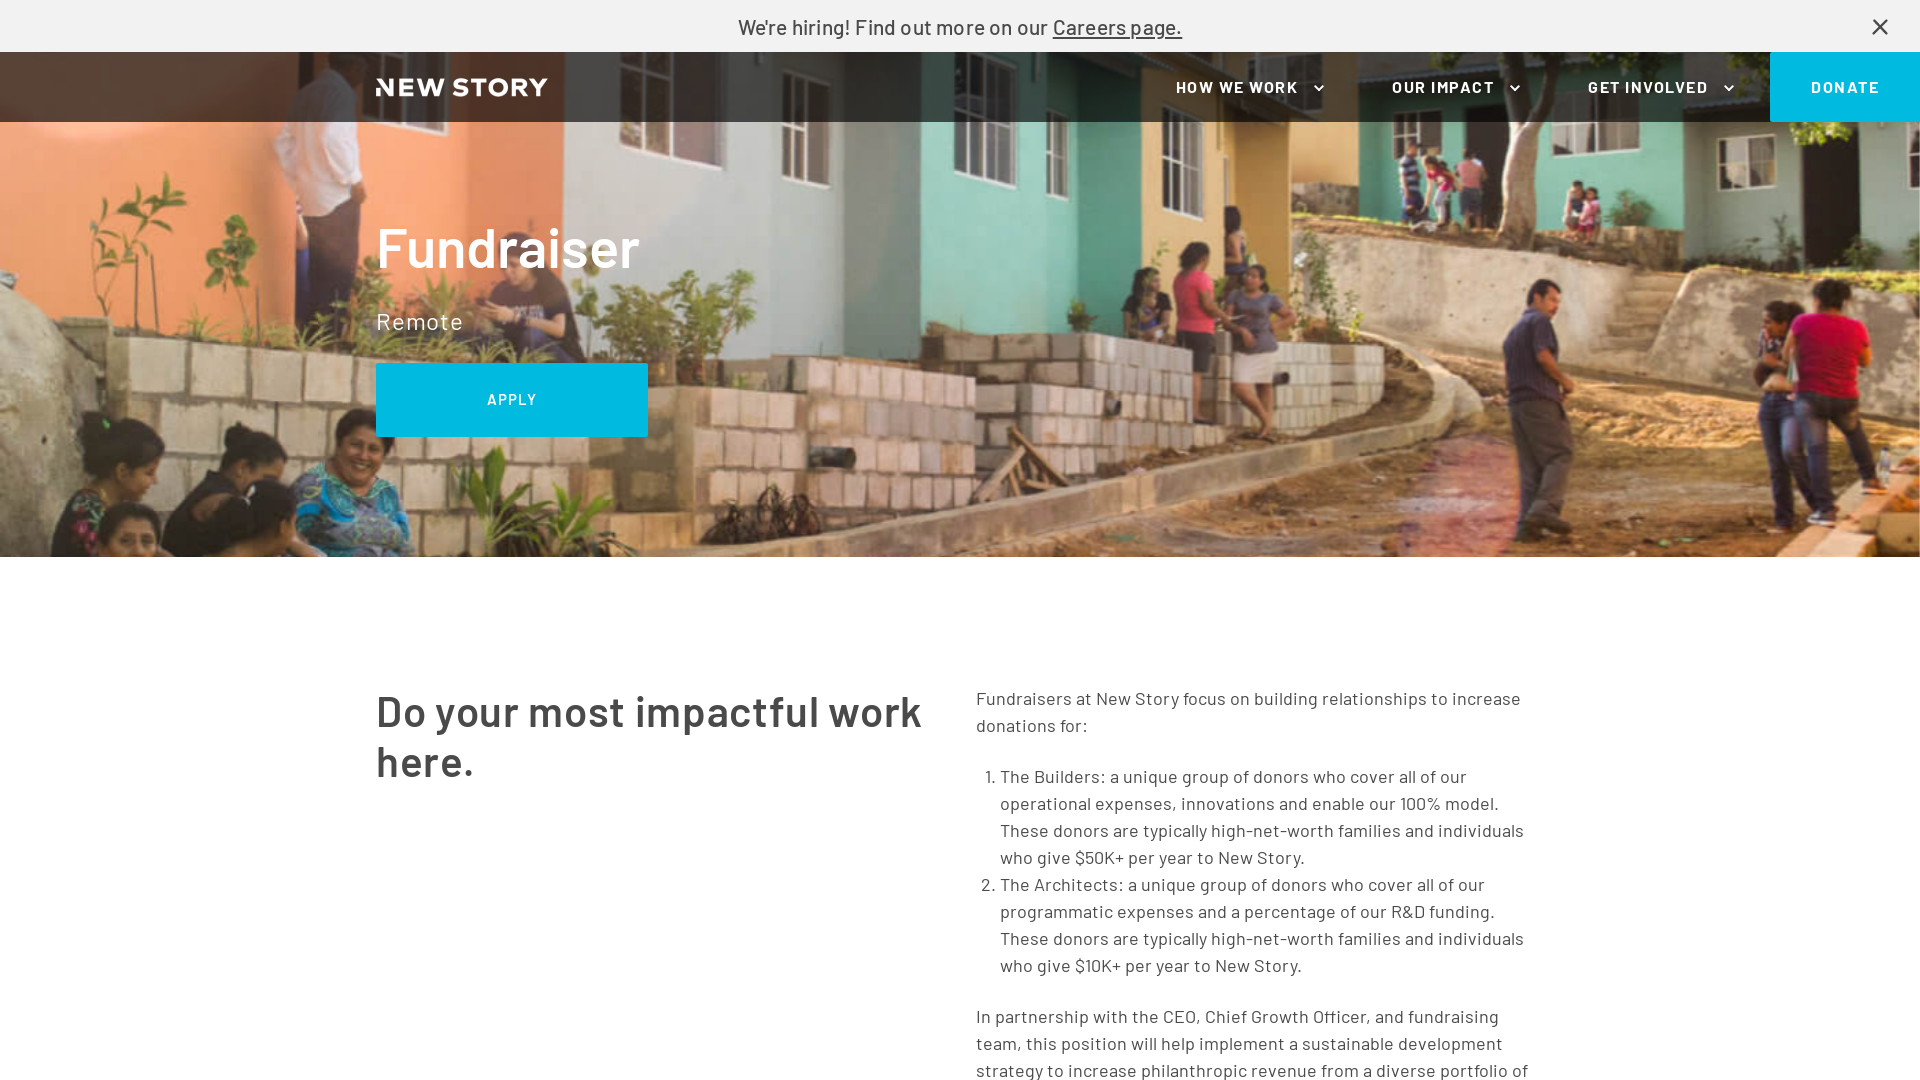 We're hiring! Find out more on our Careers page.
NEW STORY
HOW WE WORK
OUR IMPACT
GET INVOLVED
DONATE
Fundraiser
Remote
APPLY
Do your most impactful work
here.
Fundraisers at New Story focus on building relationships to increase
donations for:
1. The Builders: a unique group of donors who cover all of our
operational expenses, innovations and enable our 100% model.
These donors are typically high-net-worth families and individuals
who give $50K+ per year to New Story.
2. The Architects: a unique group of donors who cover all of our
programmatic expenses and a percentage of our R&D funding.
These donors are typically high-net-worth families and individuals
who give $10K+ per year to New Story.
In partnership with the CEO, Chief Growth Officer, and fundraising
team, this position will help implement a sustainable development
strategy to increase philanthropic revenue from a diverse portfolio of